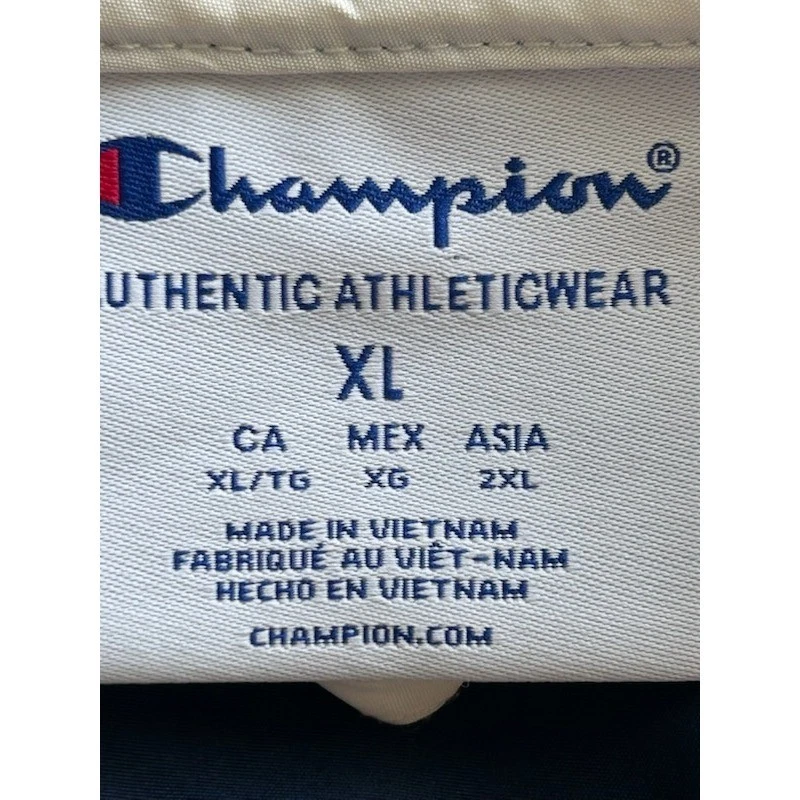 Champion®
UTHENTIC ATHLETICWEAR
XL
CA MEX ASIA
XL/TG XG 2XL
MADE IN VIETNAM
FABRIQUÉ AU VIÊT-NAM
HECHO EN VIETNAM
CHAMPION.COM